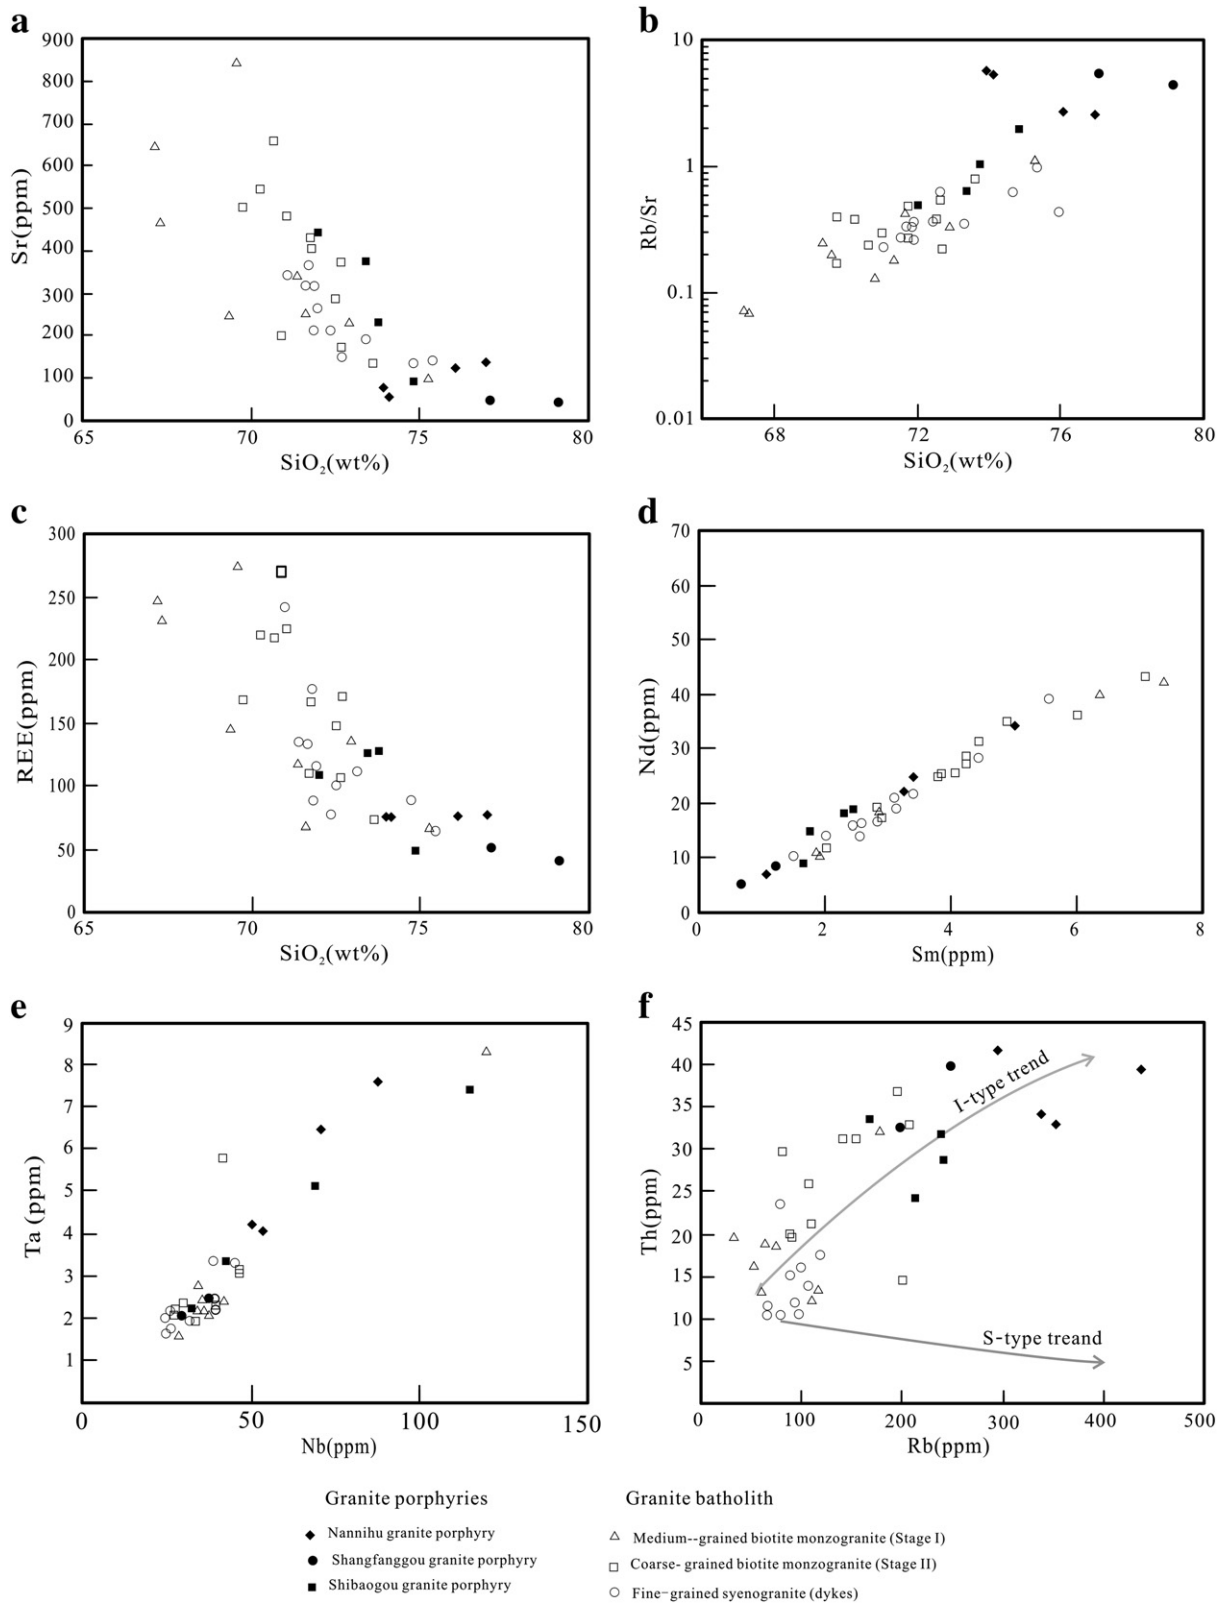 a
900
800
700
600
500
400
300
200
100
0
Sr(ppm)
65
70
75
80
SiO₂(wt%)
b
10
1
0.1
0.01
Rb/Sr
68
72
76
80
SiO₂(wt%)
c
300
250
200
150
100
50
0
REE(ppm)
65
70
75
80
SiO₂(wt%)
d
70
60
50
40
30
20
10
0
Nd(ppm)
0
2
4
6
8
Sm(ppm)
e
9
8
7
6
5
4
3
2
1
Ta (ppm)
0
50
100
150
Nb(ppm)
f
45
40
35
30
25
20
15
10
5
Th(ppm)
I-type trend
S-type treand
0
100
200
300
400
500
Rb(ppm)
Granite porphyries
Nannihu granite porphyry
Shangfanggou granite porphyry
Shibaogou granite porphyry
Granite batholith
Medium--grained biotite monzogranite (Stage I)
Coarse- grained biotite monzogranite (Stage II)
Fine-grained syenogranite (dykes)